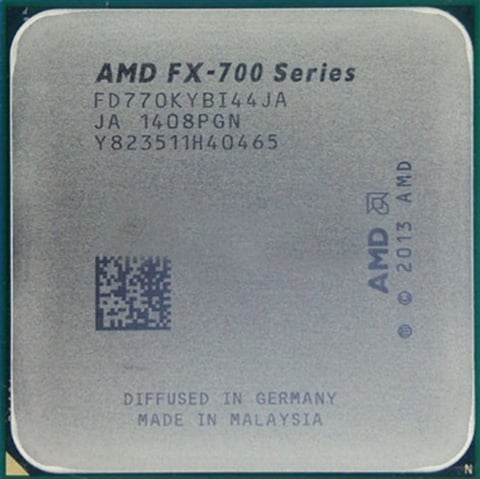 AMD FX-700 Series
FD770KYBI44JA
JA 1408PGN
Y823511H40465
AMD
© 2013 AMD
DIFFUSED IN GERMANY
MADE IN MALAYSIA
N